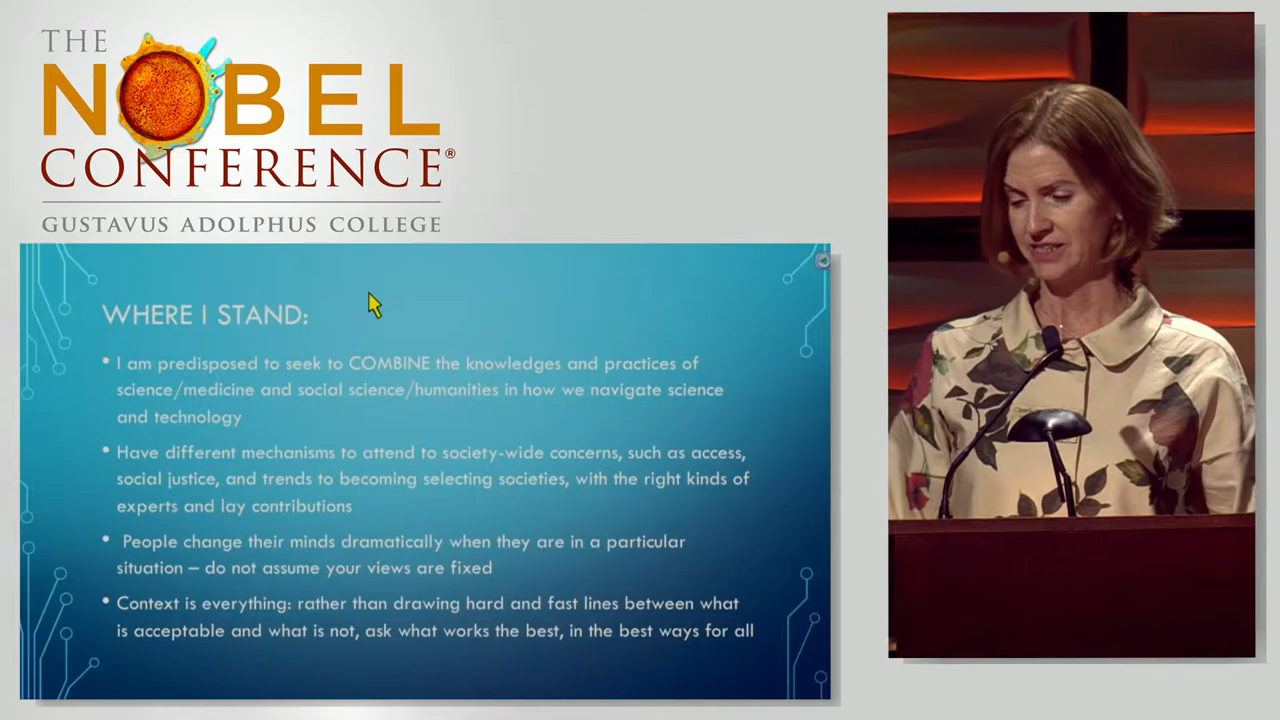 THE
NOBEL
CONFERENCE®
GUSTAVUS ADOLPHUS COLLEGE
WHERE I STAND:
• I am predisposed to seek to COMBINE the knowledges and practices of
science/medicine and social science/humanities in how we navigate science
and technology
• Have different mechanisms to attend to society-wide concerns, such as access,
social justice, and trends to becoming selecting societies, with the right kinds of
experts and lay contributions
• People change their minds dramatically when they are in a particular
situation – do not assume your views are fixed
• Context is everything: rather than drawing hard and fast lines between what
is acceptable and what is not, ask what works the best, in the best ways for all